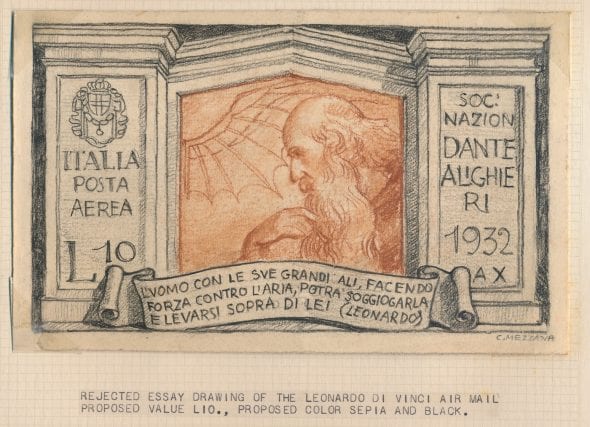 ITALIA
POSTA
AEREA
L.10
SOC:
NAZION
DANTE
ALIGHIE
RI
1932
AX
L'VOMO CON LE SVE GRANDI ALI, FACENDO
FORZA CONTRO L'ARIA, POTRÀ SOGGIOGARLA
E LEVARSI SOPRA DI LEI (LEONARDO)
C. MEZZANA
REJECTED ESSAY DRAWING OF THE LEONARDO DI VINCI AIR MAIL
PROPOSED VALUE L10., PROPOSED COLOR SEPIA AND BLACK.